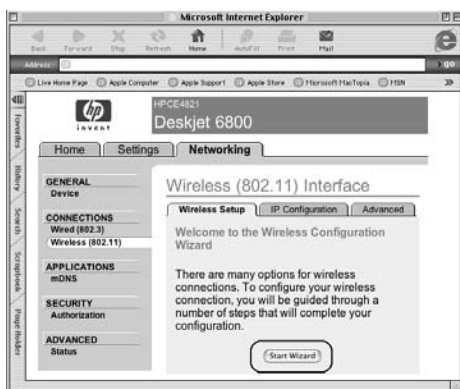 Microsoft Internet Explorer
Back Forward Stop Refresh Home AutoFill Print Mail
Address: go
Live Home Page Apple Computer Apple Support Apple Store Microsoft MacTopia MSN
Favorites
History
Search
Scrapbook
Page Holder
hp
invent
HPCE4821
Deskjet 6800
Home Settings Networking
GENERAL
Device
CONNECTIONS
Wired (802.3)
Wireless (802.11)
APPLICATIONS
mDNS
SECURITY
Authorization
ADVANCED
Status
Wireless (802.11) Interface
Wireless Setup IP Configuration Advanced
Welcome to the Wireless Configuration
Wizard
There are many options for wireless
connections. To configure your wireless
connection, you will be guided through a
number of steps that will complete your
configuration.
Start Wizard